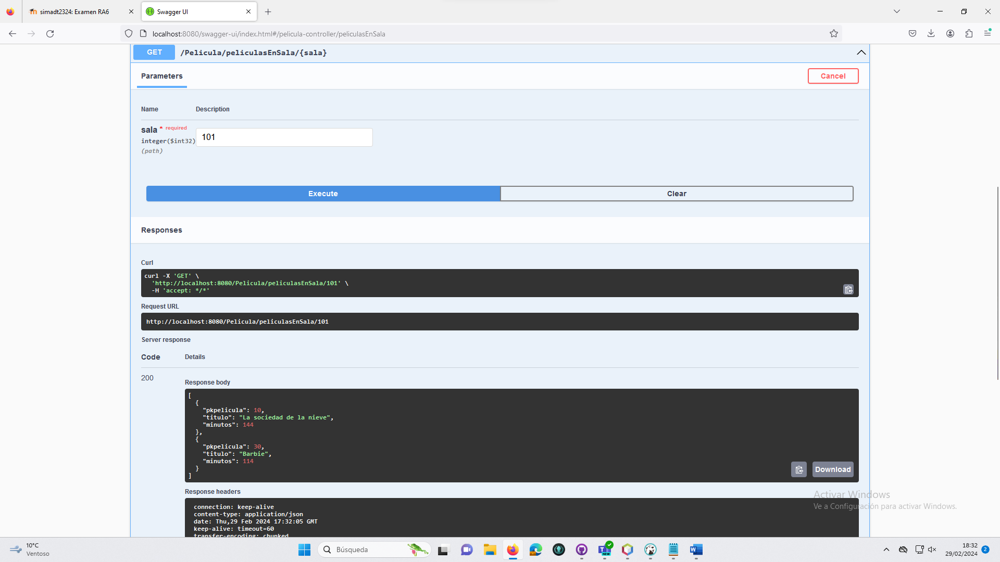 simadt2324: Examen RA6
Swagger UI
localhost:8080/swagger-ui/index.html#/pelicula-controller/peliculasEnSala
GET /Pelicula/peliculasEnSala/{sala}
Parameters
Cancel
Name Description
sala * required
integer($int32)
(path)
101
Execute
Clear
Responses
Curl
curl -X 'GET' \
'http://localhost:8080/Pelicula/peliculasEnSala/101' \
-H 'accept: */*'
Request URL
http://localhost:8080/Pelicula/peliculasEnSala/101
Server response
Code Details
200
Response body
[
{
"pkpelicula": 10,
"titulo": "La sociedad de la nieve",
"minutos": 144
},
{
"pkpelicula": 30,
"titulo": "Barbie",
"minutos": 114
}
]
Download
Response headers
connection: keep-alive
content-type: application/json
date: Thu,29 Feb 2024 17:32:05 GMT
keep-alive: timeout=60
transfer-encoding: chunked
Activar Windows
Ve a Configuración para activar Windows.
10°C
Ventoso
Búsqueda
T
NEW
W
18:32
29/02/2024
2